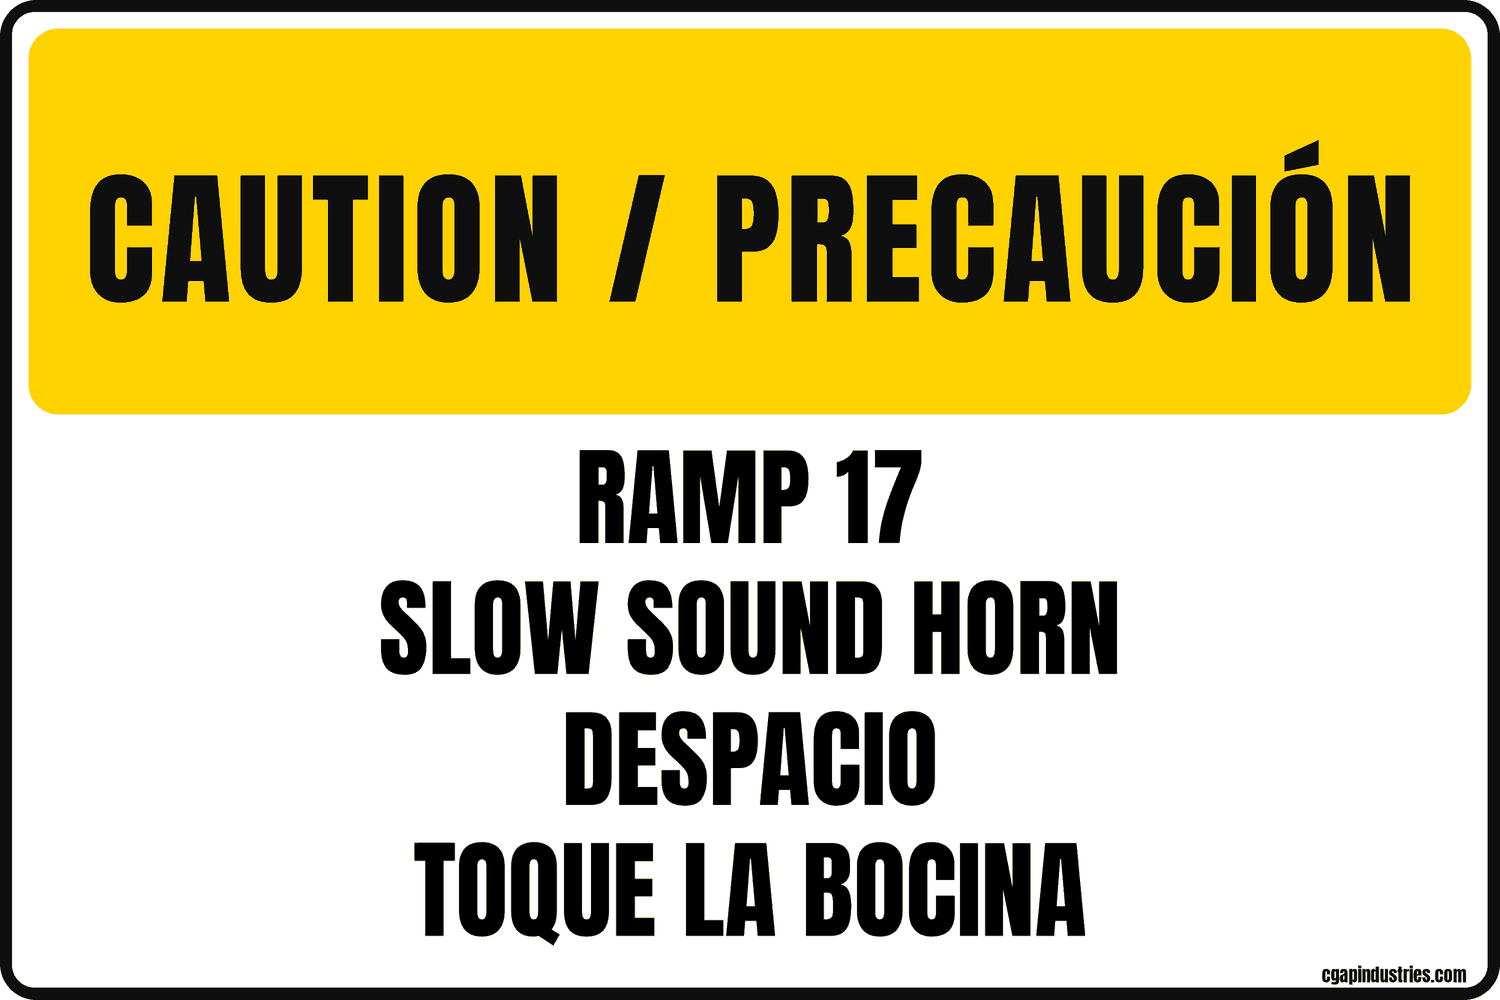 CAUTION / PRECAUCIÓN
RAMP 17
SLOW SOUND HORN
DESPACIO
TOQUE LA BOCINA
cgapindustries.com